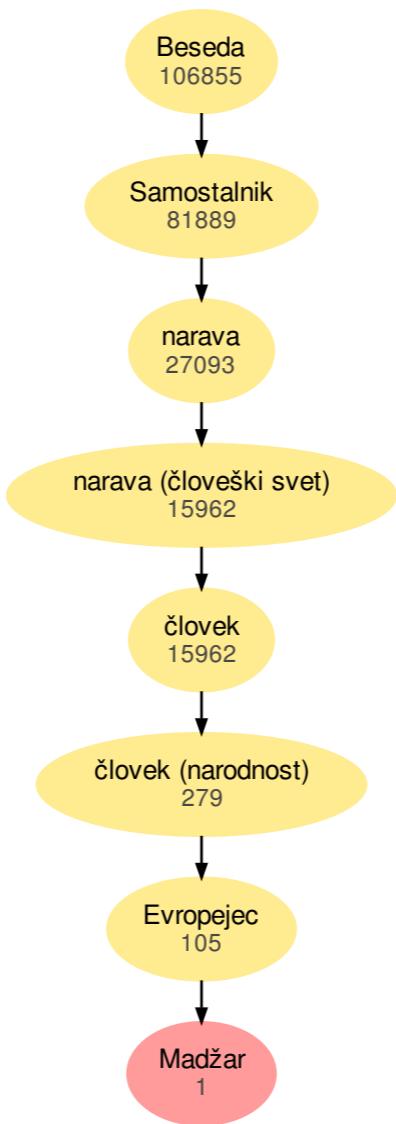 Beseda
106855
Samostalnik
81889
narava
27093
narava (človeški svet)
15962
človek
15962
človek (narodnost)
279
Evropejec
105
Madžar
1